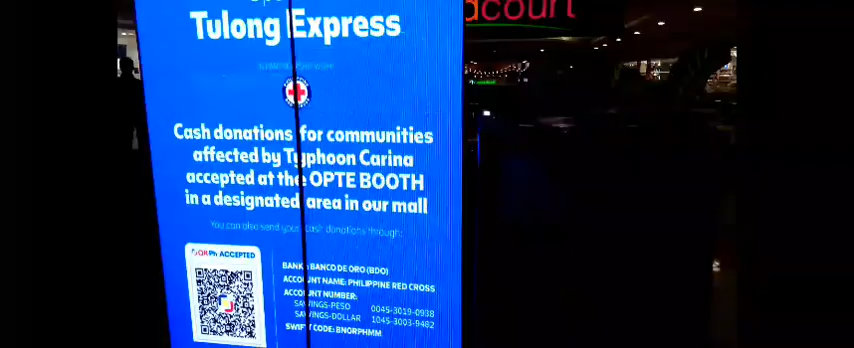 Tulong Express
dcourt
Cash donations for communities
affected by Typhoon Carina
accepted at the OPTE BOOTH
in a designated area in our mall
You can also send your cash donations through:
QR Ph ACCEPTED
BANK: BANCO DE ORO (BDO)
ACCOUNT NAME: PHILIPPINE RED CROSS
ACCOUNT NUMBER:
SAVINGS-PESO 0045-3019-0938
SAVINGS-DOLLAR 1045-3003-9482
SWIFT CODE: BNORPHMM